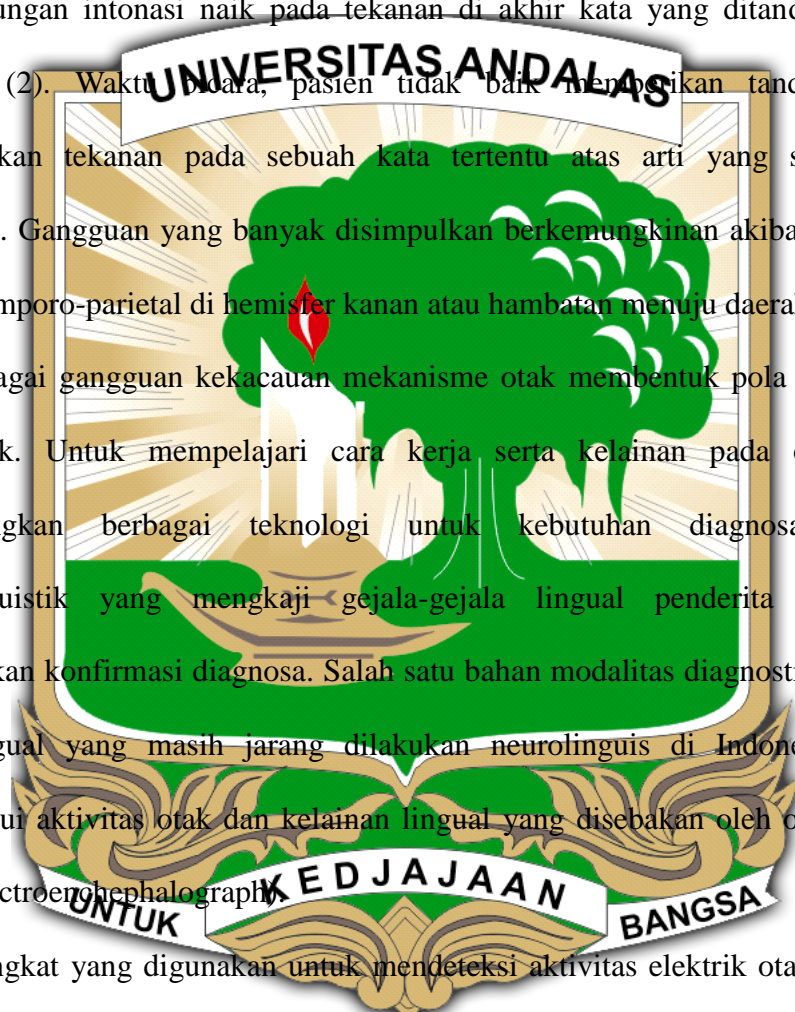 ungan intonasi naik pada tekanan di akhir kata yang ditand
UNIVERSITAS ANDALAS
(2). Waktu bicara, pasien tidak baik memberikan tand
kan tekanan pada sebuah kata tertentu atas arti yang s
. Gangguan yang banyak disimpulkan berkemungkinan akiba
mporo-parietal di hemisfer kanan atau hambatan menuju daera
agai gangguan kekacauan mekanisme otak membentuk pola
k. Untuk mempelajari cara kerja serta kelainan pada
ngkan berbagai teknologi untuk kebutuhan diagnosa
uistik yang mengkaji gejala-gejala lingual penderita
kan konfirmasi diagnosa. Salah satu bahan modalitas diagnosti
gual yang masih jarang dilakukan neurolinguis di Indone
ui aktivitas otak dan kelainan lingual yang disebakan oleh o
ctroenchephalograph).
UNTUK KEDJAJAAN BANGSA
ngkat yang digunakan untuk mendeteksi aktivitas elektrik ota